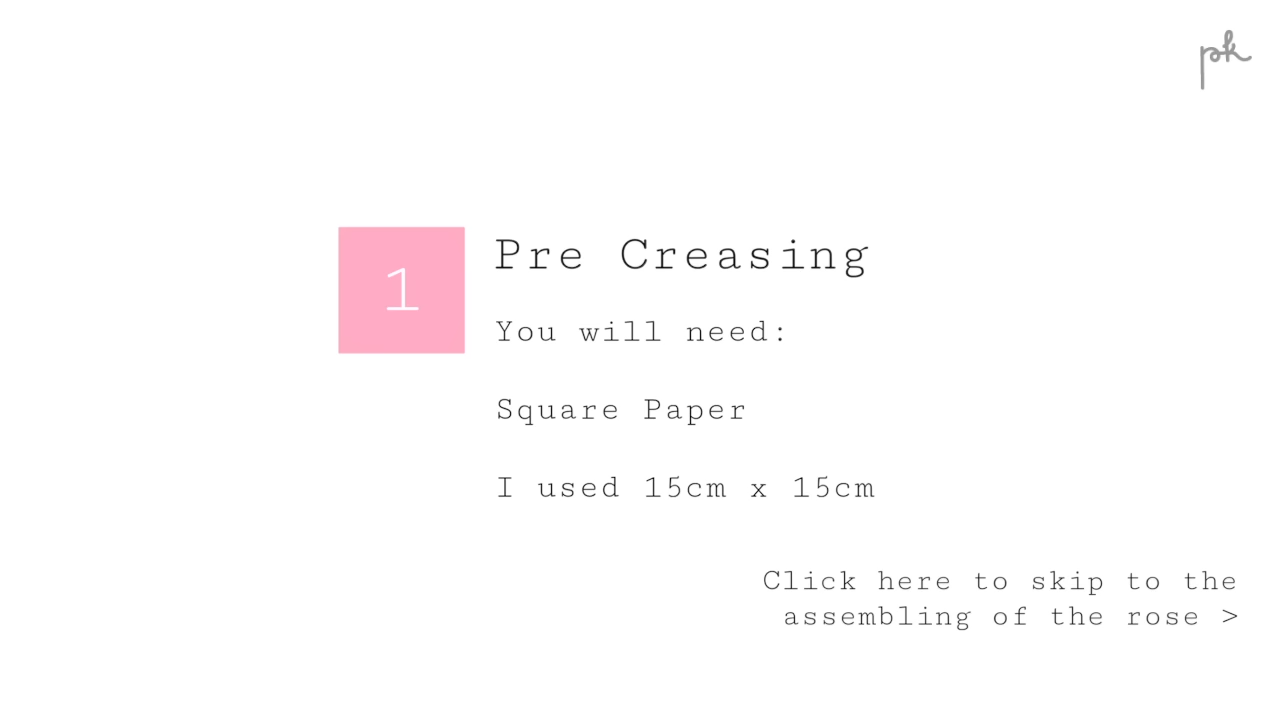 pk
1
Pre Creasing
You will need:
Square Paper
I used 15cm x 15cm
Click here to skip to the
assembling of the rose >